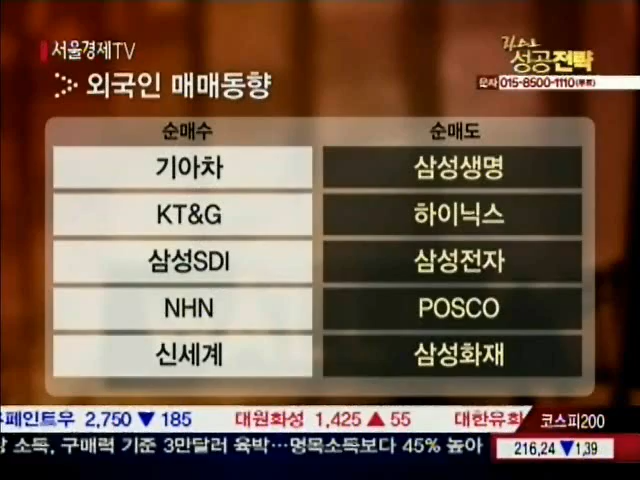 서울경제TV
성공전략
외국인 매매동향
문자 015-8500-1110(무료)
순매수 순매도
기아차 삼성생명
KT&G 하이닉스
삼성SDI 삼성전자
NHN POSCO
신세계 삼성화재
페인트우 2,750 ▼ 185 대원화성 1,425 ▲ 55 대한유화 코스피200
소득, 구매력 기준 3만달러 육박…명목소득보다 45% 높아 216,24 ▼1,39